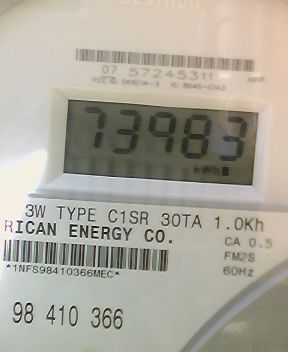 07 57245311
73983
kWh
3W TYPE C1SR 30TA 1.0Kh
RICAN ENERGY CO.
CA 0.5
FM2S
*1NFS98410366MEC*
60Hz
98 410 366